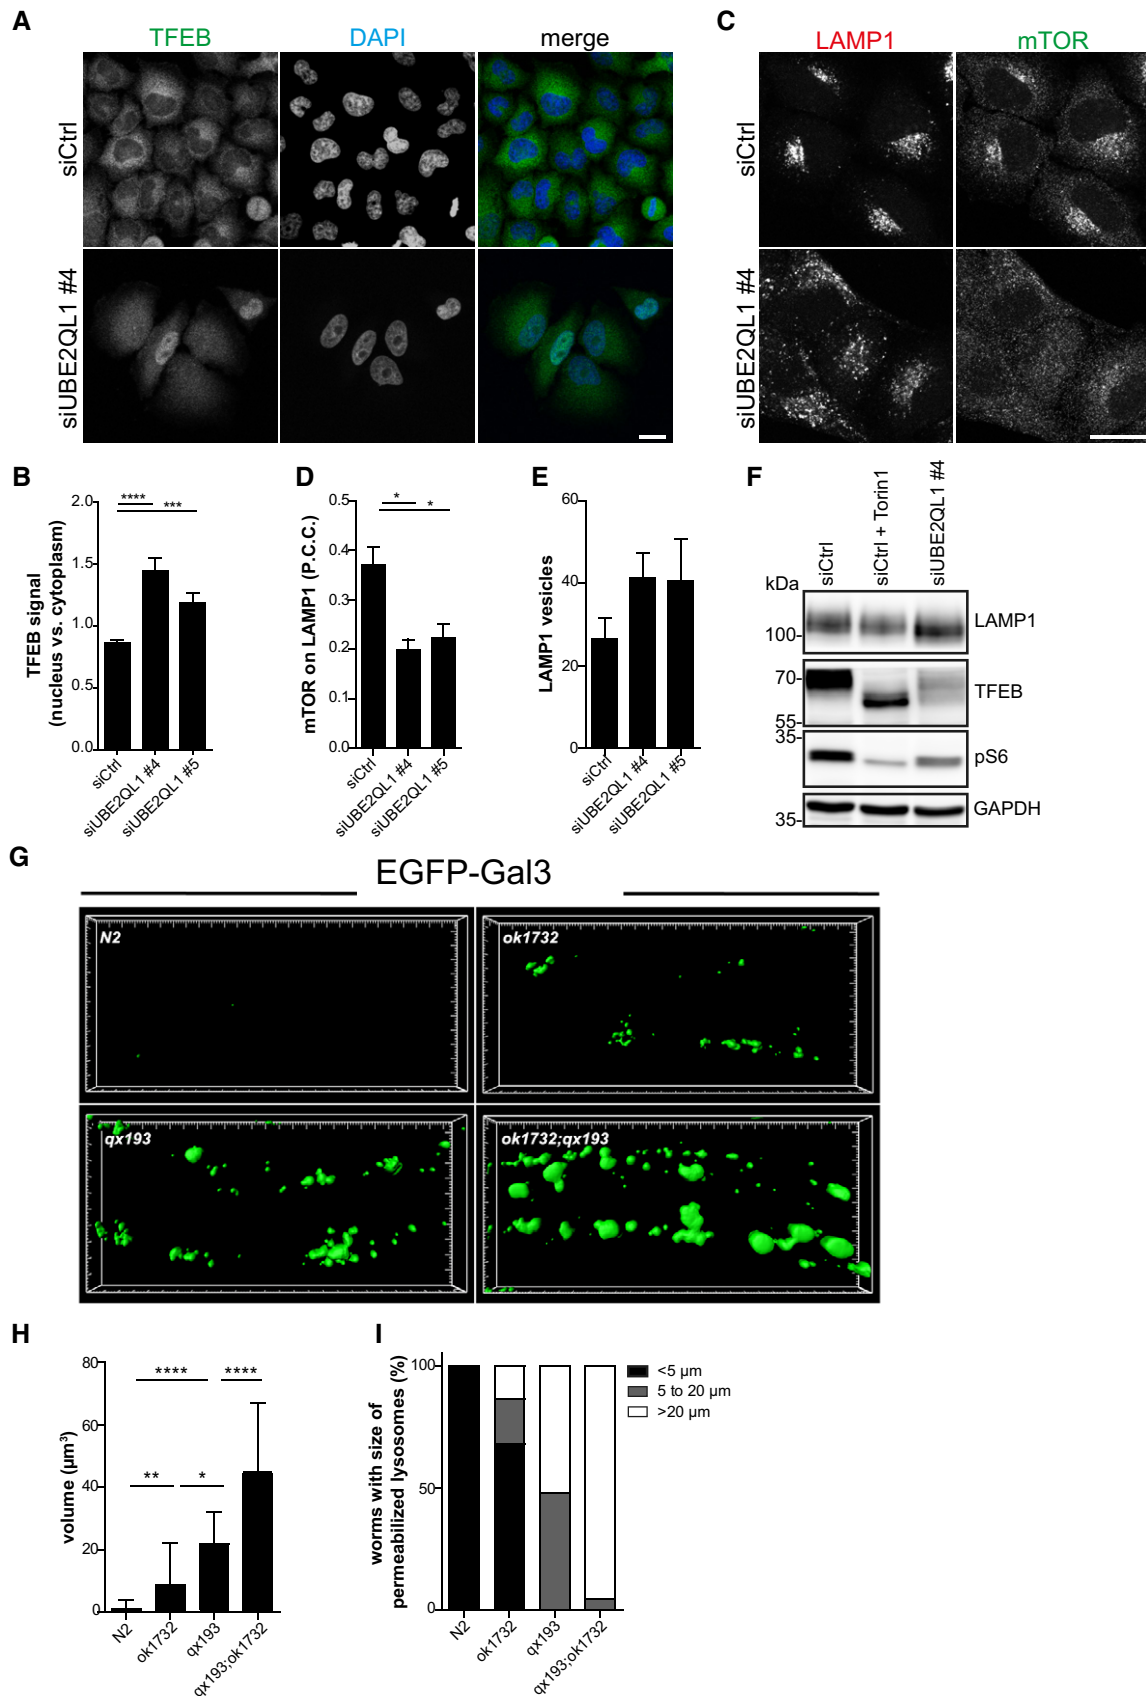 A
TFEB
DAPI
merge
siCtrl
siUBE2QL1 #4
C
LAMP1
mTOR
siCtrl
siUBE2QL1 #4
B
TFEB signal
(nucleus vs. cytoplasm)
2.0
1.5
1.0
0.5
0.0
****
***
siCtrl
siUBE2QL1 #4
siUBE2QL1 #5
D
mTOR on LAMP1 (P.C.C.)
0.5
0.4
0.3
0.2
0.1
0.0
*
*
siCtrl
siUBE2QL1 #4
siUBE2QL1 #5
E
LAMP1 vesicles
60
40
20
0
siCtrl
siUBE2QL1 #4
siUBE2QL1 #5
F
siCtrl
siCtrl + Torin1
siUBE2QL1 #4
kDa
100-
LAMP1
70-
TFEB
55-
35-
pS6
GAPDH
35-
G
EGFP-Gal3
N2
ok1732
qx193
ok1732;qx193
H
volume (µm³)
80
60
40
20
0
****
****
**
*
N2
ok1732
qx193
qx193;ok1732
I
worms with size of
permeabilized lysosomes (%)
100
50
0
<5 µm
5 to 20 µm
>20 µm
N2
ok1732
qx193
qx193;ok1732